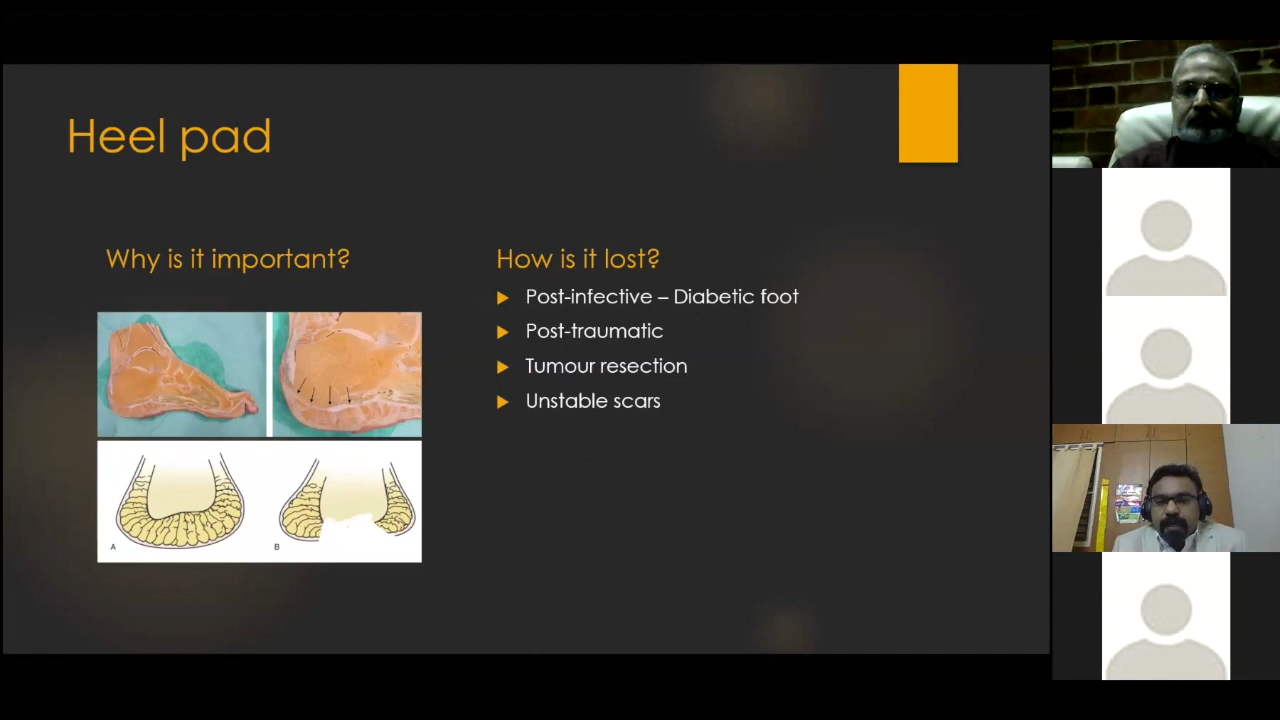 Heel pad
Why is it important?
A
B
How is it lost?
Post-infective – Diabetic foot
Post-traumatic
Tumour resection
Unstable scars